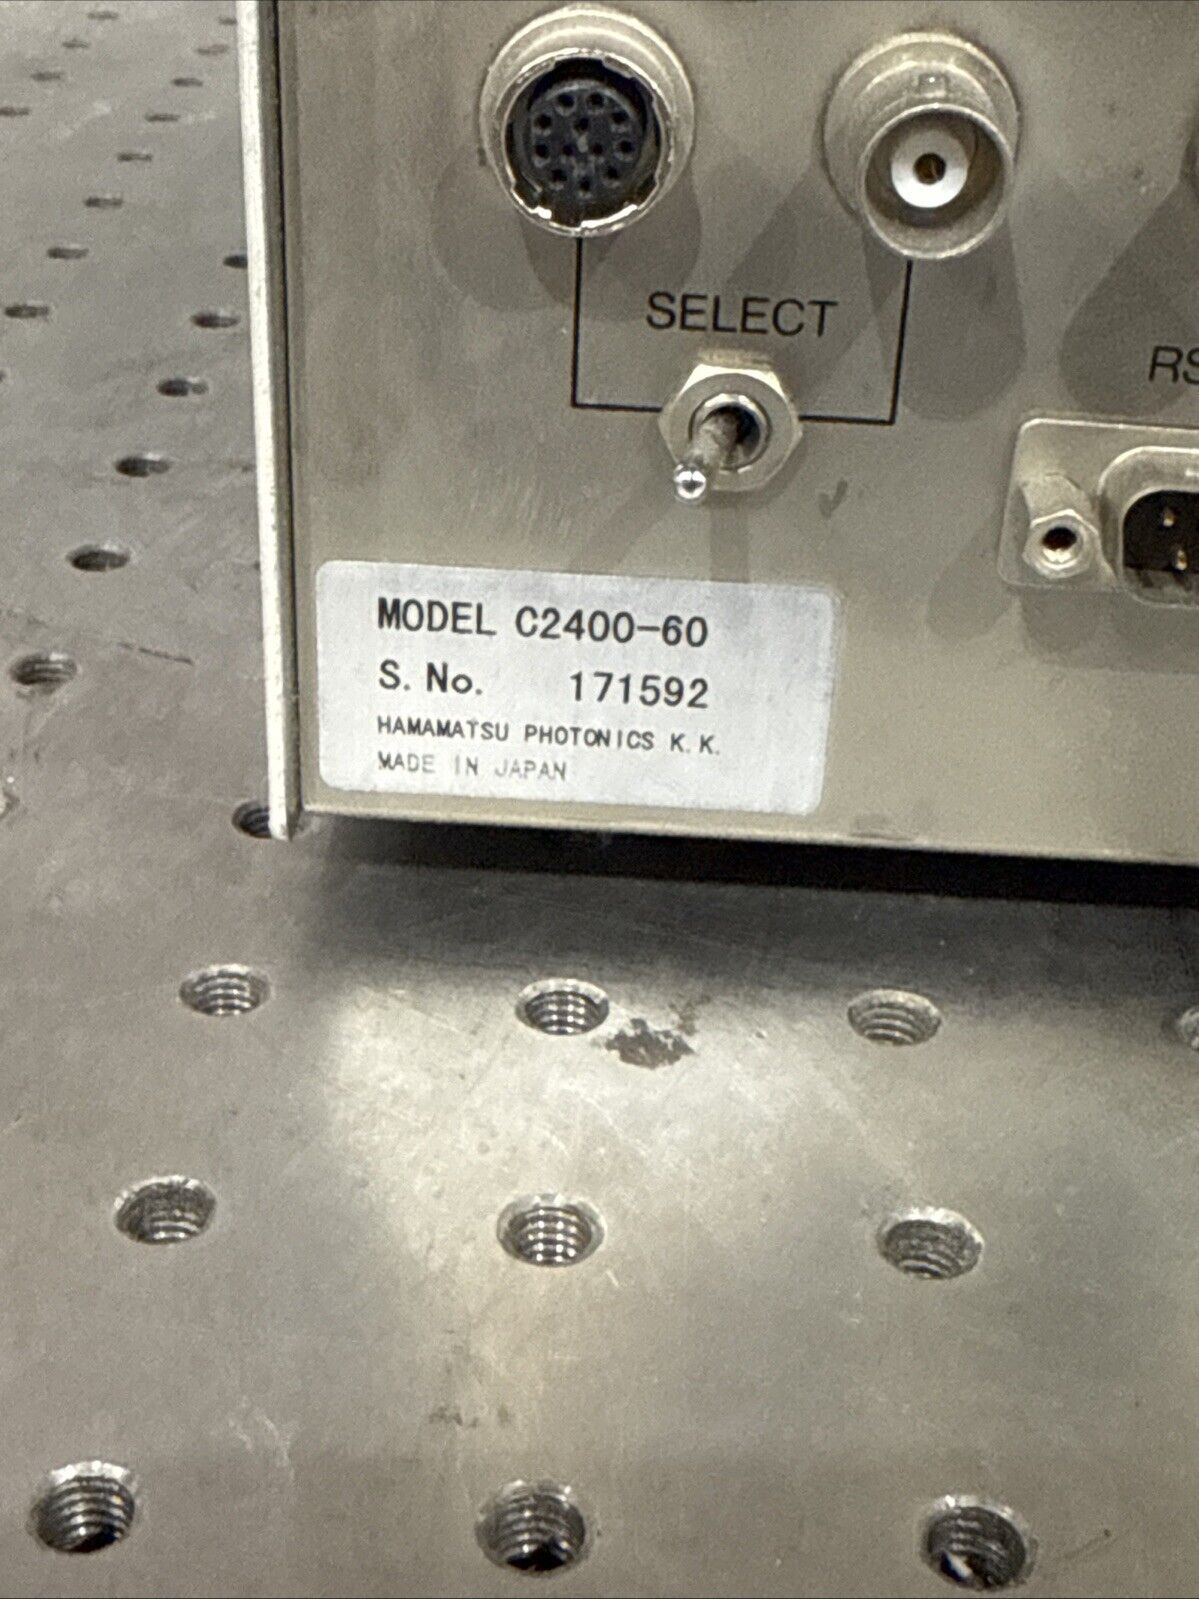 SELECT
RS
MODEL C2400-60
S. No. 171592
HAMAMATSU PHOTONICS K. K.
MADE IN JAPAN